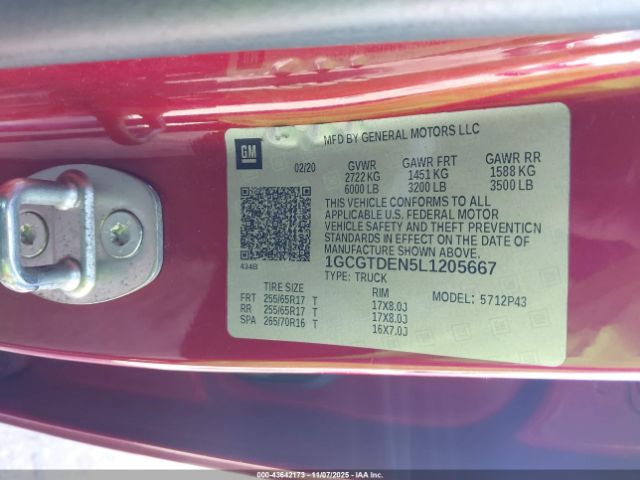 GM
MFD BY GENERAL MOTORS LLC
02/20 GVWR GAWR FRT GAWR RR
2722 KG 1451 KG 1588 KG
6000 LB 3200 LB 3500 LB
THIS VEHICLE CONFORMS TO ALL
APPLICABLE U.S. FEDERAL MOTOR
VEHICLE SAFETY AND THEFT PREVENTION
STANDARDS IN EFFECT ON THE DATE OF
MANUFACTURE SHOWN ABOVE.
1GCGTDEN5L1205667
TYPE: TRUCK
434B
TIRE SIZE RIM MODEL: 5712P43
FRT 255/65R17 T 17X8.0J
RR 255/65R17 T 17X8.0J
SPA 265/70R16 T 16X7.0J
000-43642173 - 11/07/2025 - IAA Inc.